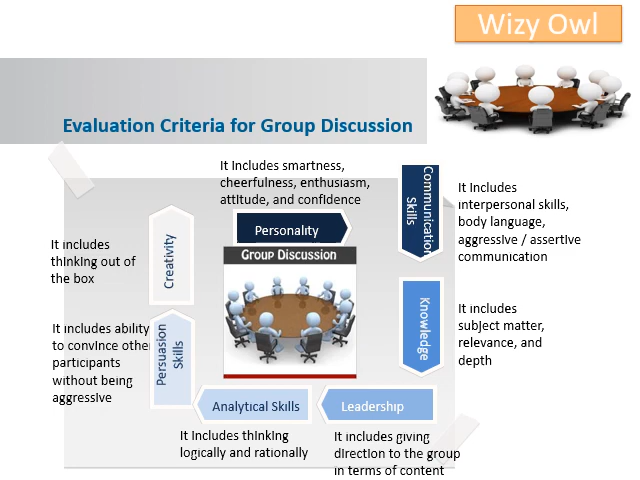 Wizy Owl
Evaluation Criteria for Group Discussion
It Includes smartness,
cheerfulness, enthusiasm,
attitude, and confidence
Personality
Communication
Skills
It Includes
interpersonal skills,
body language,
aggressive / assertive
communication
Knowledge
It includes
subject matter,
relevance, and
depth
Leadership
It includes giving
direction to the group
in terms of content
Analytical Skills
It Includes thinking
logically and rationally
Persuasion
Skills
It includes ability
to convince other
participants
without being
aggressive
Creativity
It includes
thinking out of
the box
Group Discussion